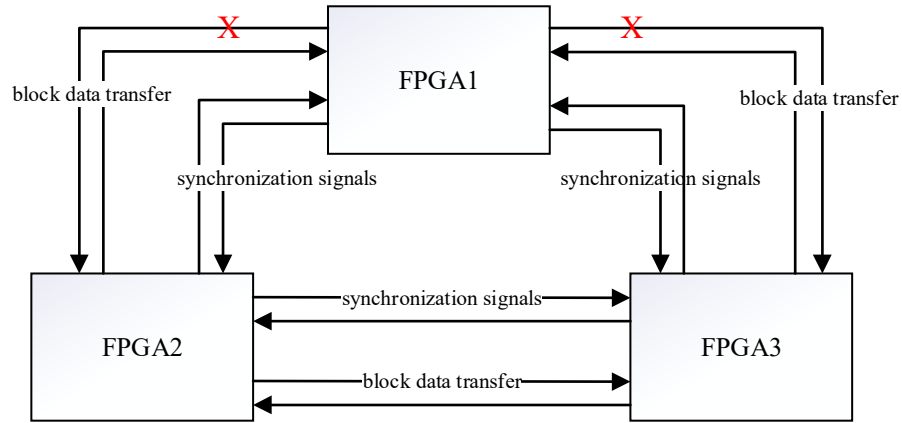 X
X
FPGA1
block data transfer
block data transfer
synchronization signals
synchronization signals
synchronization signals
FPGA2
FPGA3
block data transfer